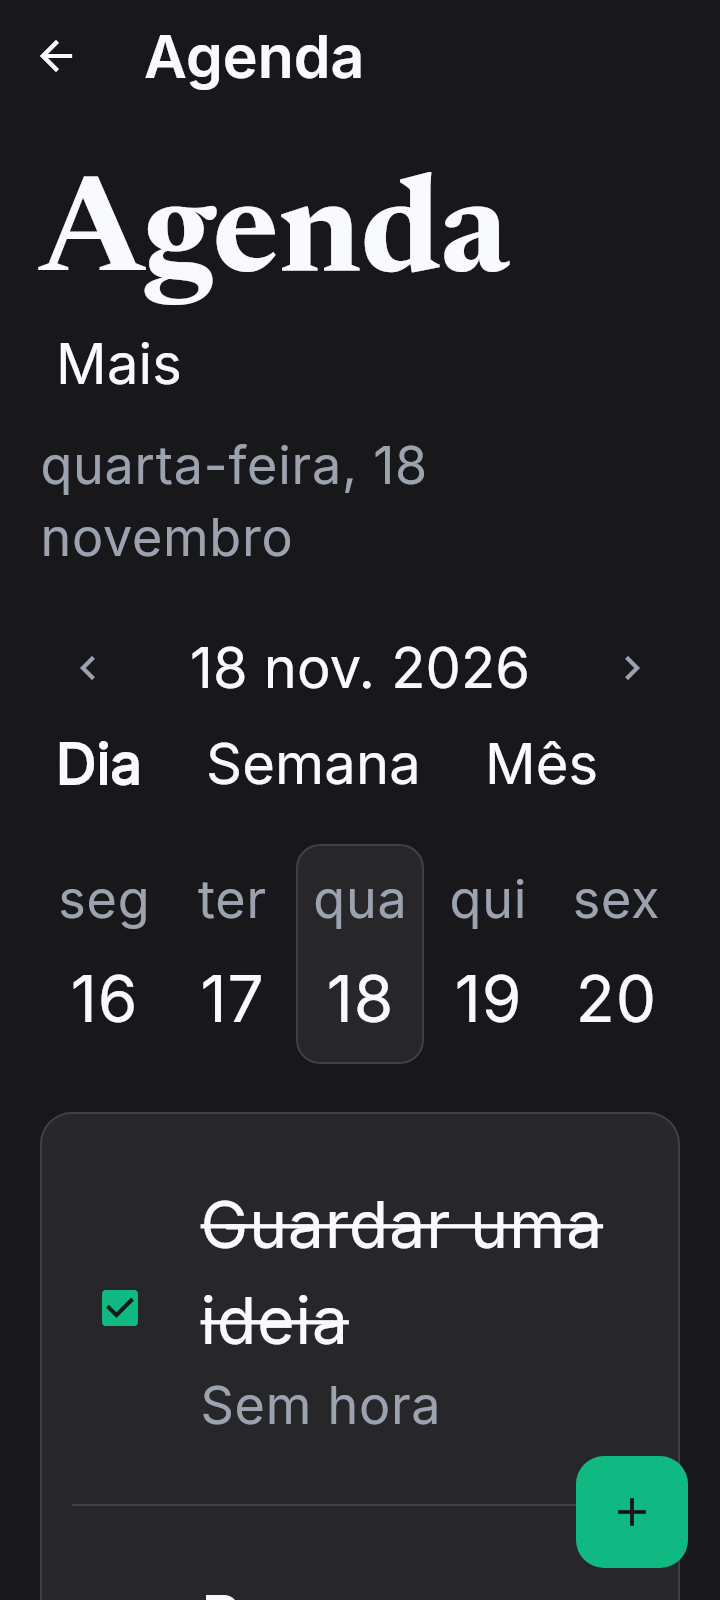 Agenda
Agenda
Mais
quarta-feira, 18
novembro
18 nov. 2026
Dia Semana Mês
seg ter qua qui sex
16 17 18 19 20
Guardar uma
ideia
Sem hora